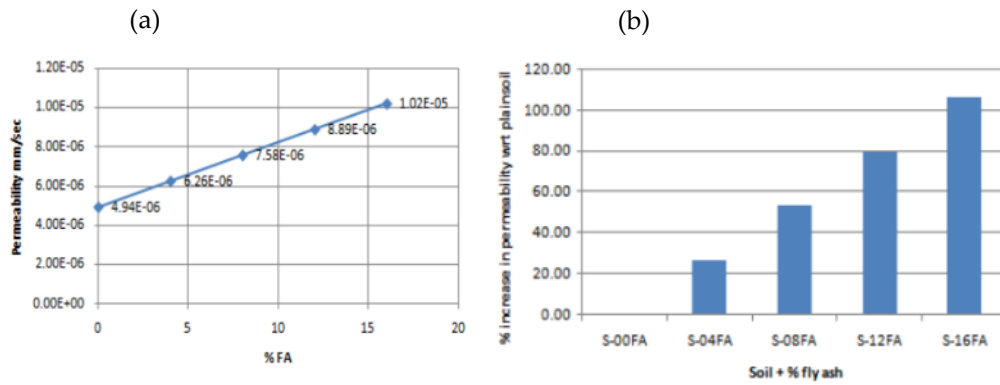 (a)
(b)
Permeability mm/sec
1.20E-05
1.00E-05
8.00E-06
6.00E-06
4.00E-06
2.00E-06
0.00E+00
4.94E-06
6.26E-06
7.58E-06
8.89E-06
1.02E-05
0
5
10
15
20
% FA
% increase in permeability wrt plainsoil
120.00
100.00
80.00
60.00
40.00
20.00
0.00
S-00FA
S-04FA
S-08FA
S-12FA
S-16FA
Soil + % fly ash